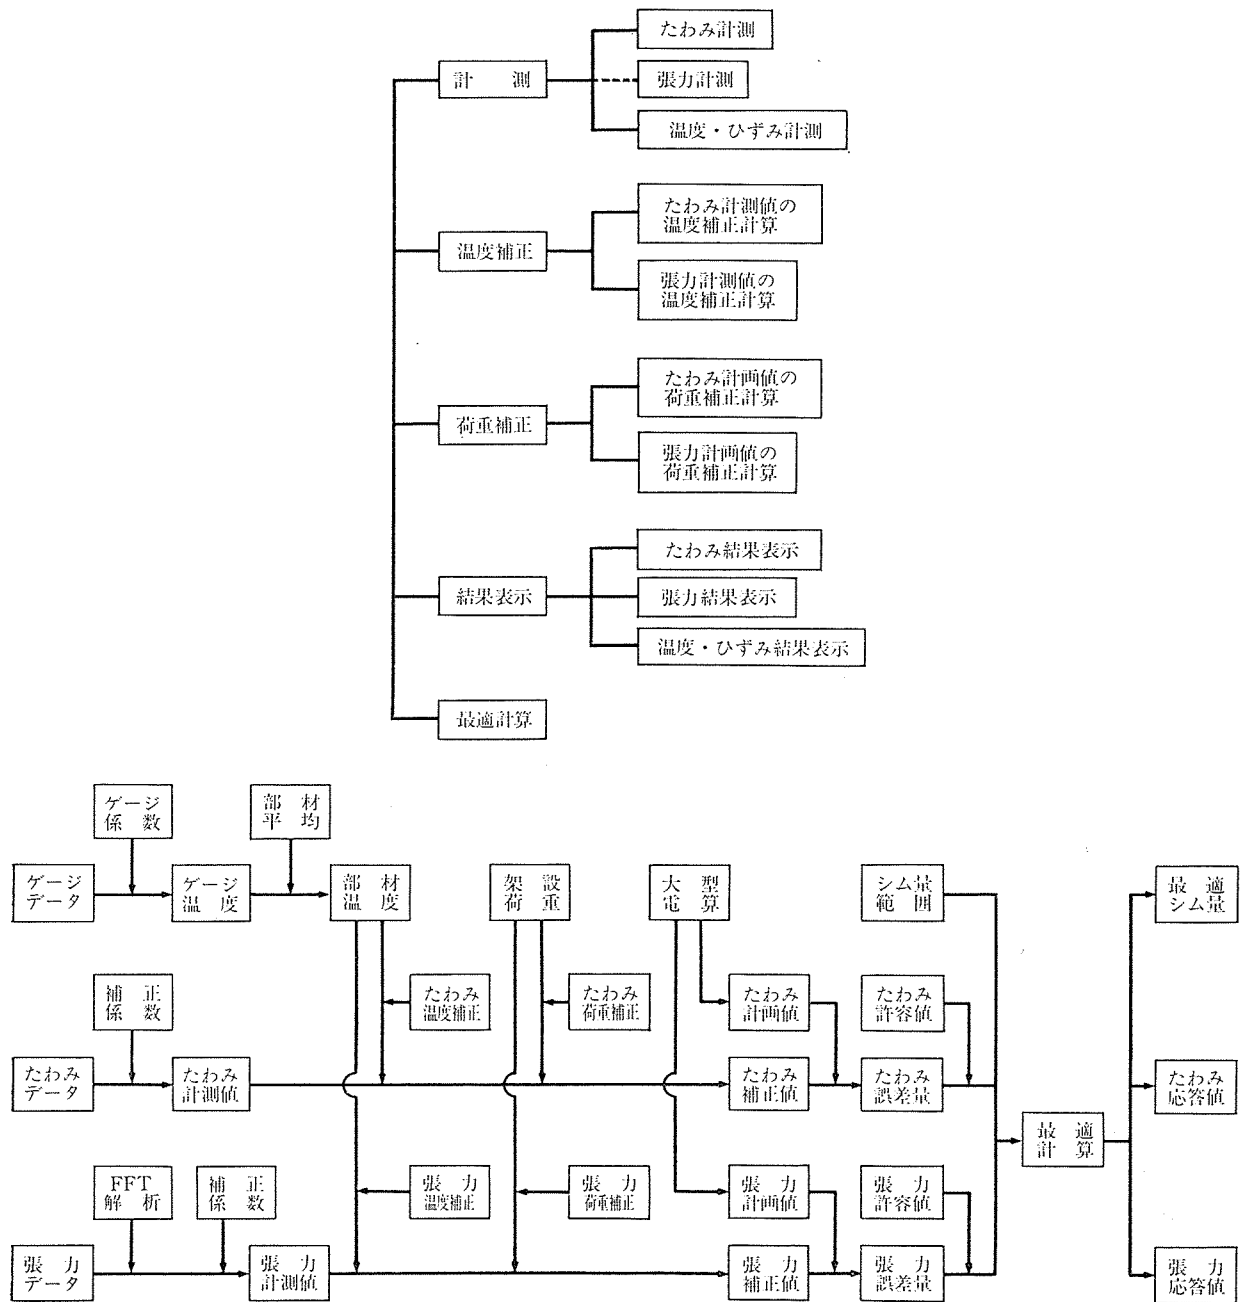 たわみ計測
計 測
張力計測
温度・ひずみ計測
たわみ計測値の
温度補正計算
温度補正
張力計測値の
温度補正計算
たわみ計画値の
荷重補正計算
荷重補正
張力計画値の
荷重補正計算
たわみ結果表示
結果表示
張力結果表示
温度・ひずみ結果表示
最適計算
ゲージ
係 数
部 材
平 均
ゲージ
データ
ゲージ
温 度
部 材
温 度
架 設
荷 重
大 型
電 算
シム量
範 囲
最 適
シム量
補 正
係 数
たわみ
温度補正
たわみ
荷重補正
たわみ
計画値
たわみ
許容値
たわみ
データ
たわみ
計測値
たわみ
補正値
たわみ
誤差量
たわみ
応答値
最 適
計 算
FFT
解 析
補 正
係 数
張 力
温度補正
張 力
荷重補正
張 力
計画値
張 力
許容値
張 力
データ
張 力
計測値
張 力
補正値
張 力
誤差量
張 力
応答値